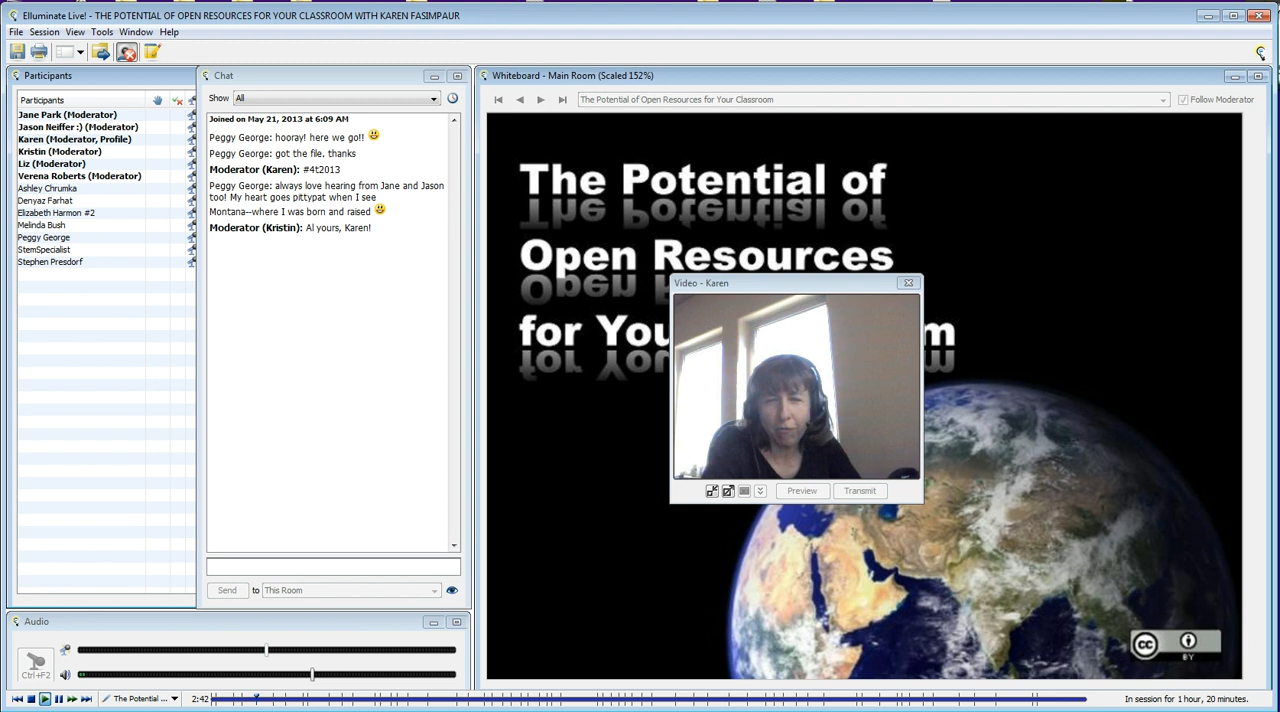 Elluminate Live! - THE POTENTIAL OF OPEN RESOURCES FOR YOUR CLASSROOM WITH KAREN FASIMPAUR
File Session View Tools Window Help
Participants
Participants
Jane Park (Moderator)
Jason Neiffer :) (Moderator)
Karen (Moderator, Profile)
Kristin (Moderator)
Liz (Moderator)
Verena Roberts (Moderator)
Ashley Chrumka
Denyaz Farhat
Elizabeth Harmon #2
Melinda Bush
Peggy George
StemSpecialist
Stephen Presdorf
Chat
Show All
Joined on May 21, 2013 at 6:09 AM
Peggy George: hooray! here we go!!
Peggy George: got the file. thanks
Moderator (Karen): #4t2013
Peggy George: always love hearing from Jane and Jason
too! My heart goes pittypat when I see
Montana--where I was born and raised
Moderator (Kristin): Al yours, Karen!
Send to This Room
Whiteboard - Main Room (Scaled 152%)
The Potential of Open Resources for Your Classroom
Follow Moderator
The Potential of
Open Resources
for You
m
Video - Karen
Preview Transmit
cc
BY
Audio
Ctrl+F2
The Potential ... 2:42
In session for 1 hour, 20 minutes.